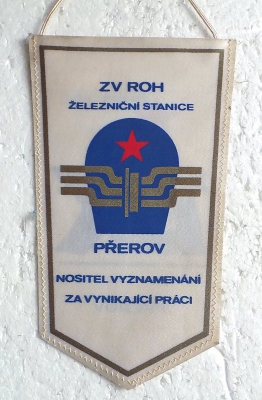 ZV ROH
ŽELEZNIČNÍ STANICE
PŘEROV
NOSITEL VYZNAMENÁNÍ
ZA VYNIKAJÍCÍ PRÁCI